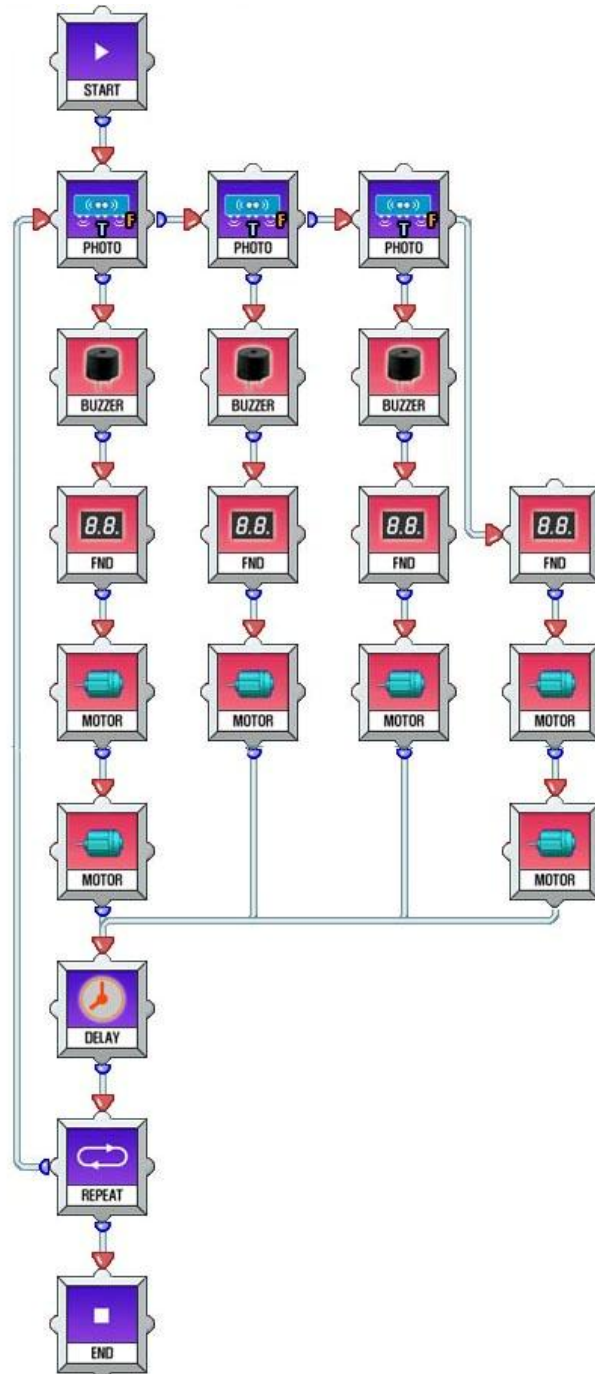 START
T F
PHOTO
T F
PHOTO
T F
PHOTO
BUZZER
BUZZER
BUZZER
8.8.
FND
8.8.
FND
8.8.
FND
8.8.
FND
MOTOR
MOTOR
MOTOR
MOTOR
MOTOR
MOTOR
DELAY
REPEAT
END